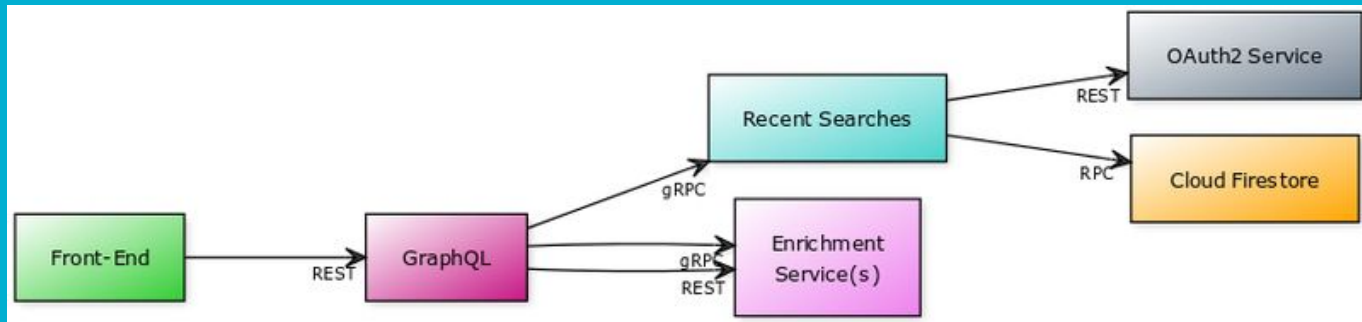 OAuth2 Service
REST
Recent Searches
RPC
Cloud Firestore
gRPC
Front-End
REST
GraphQL
gRPC
REST
Enrichment
Service(s)